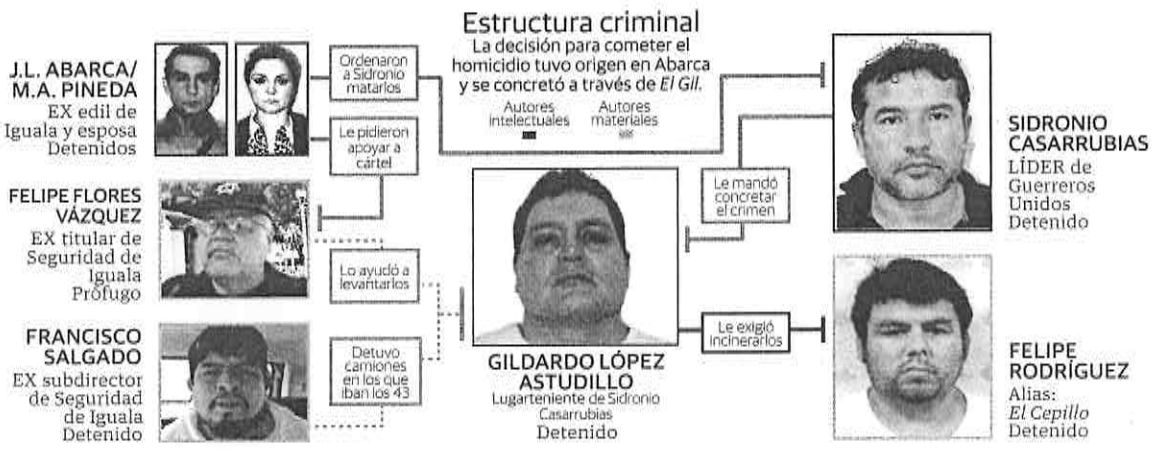 Estructura criminal
La decisión para cometer el
homicidio tuvo origen en Abarca
y se concretó a través de El Gil.
Autores
intelectuales
Autores
materiales
J.L. ABARCA/
M.A. PINEDA
EX edil de
Iguala y esposa
Detenidos
Ordenaron
a Sidronio
matarlos
Le pidieron
apoyar a
cártel
FELIPE FLORES
VÁZQUEZ
EX titular de
Seguridad de
Iguala
Prófugo
Lo ayudó a
levantarlos
FRANCISCO
SALGADO
EX subdirector
de Seguridad
de Iguala
Detenido
Detuvo
camiones
en los que
iban los 43
GILDARDO LÓPEZ
ASTUDILLO
Lugarteniente de Sidronio
Casarrubias
Detenido
Le mandó
concretar
el crimen
Le exigió
incinerarlos
SIDRONIO
CASARRUBIAS
LÍDER de
Guerreros
Unidos
Detenido
FELIPE
RODRÍGUEZ
Alias:
El Cepillo
Detenido